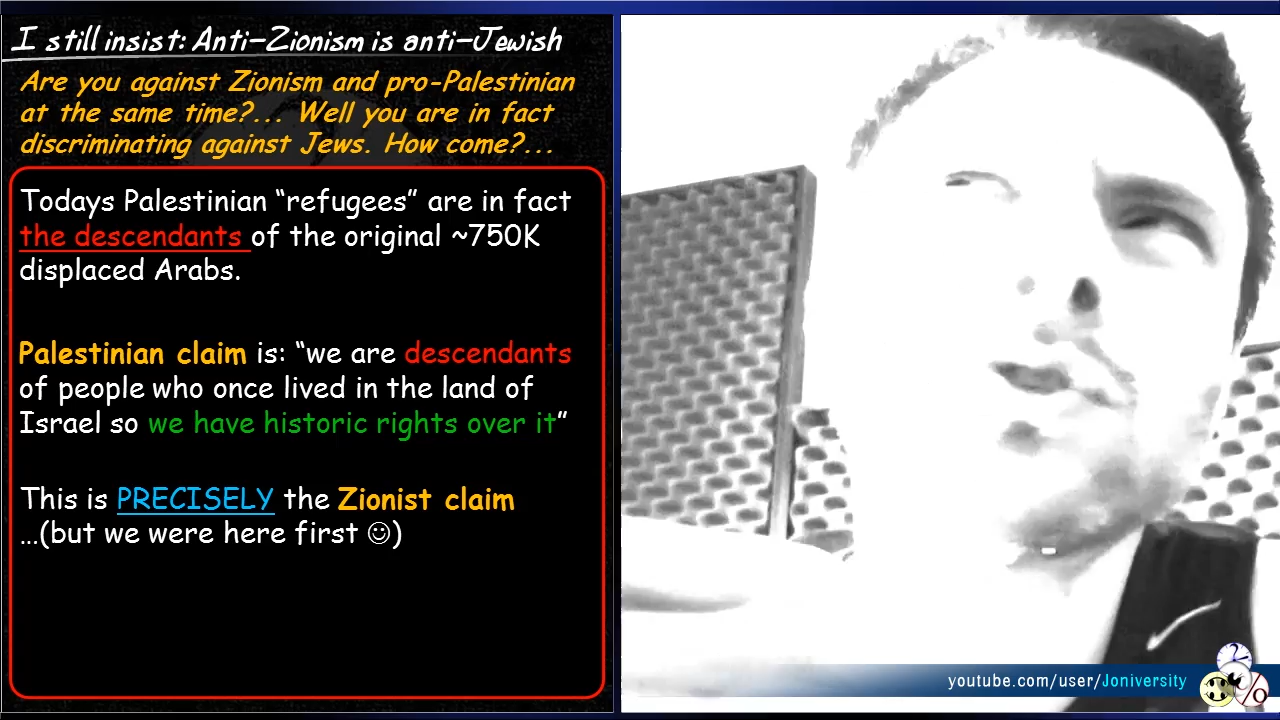 I still insist: Anti-Zionism is anti-Jewish
Are you against Zionism and pro-Palestinian
at the same time?... Well you are in fact
discriminating against Jews. How come?...
Todays Palestinian “refugees” are in fact
the descendants of the original ~750K
displaced Arabs.
Palestinian claim is: “we are descendants
of people who once lived in the land of
Israel so we have historic rights over it”
This is PRECISELY the Zionist claim
…(but we were here first ☺)
youtube.com/user/Joniversity